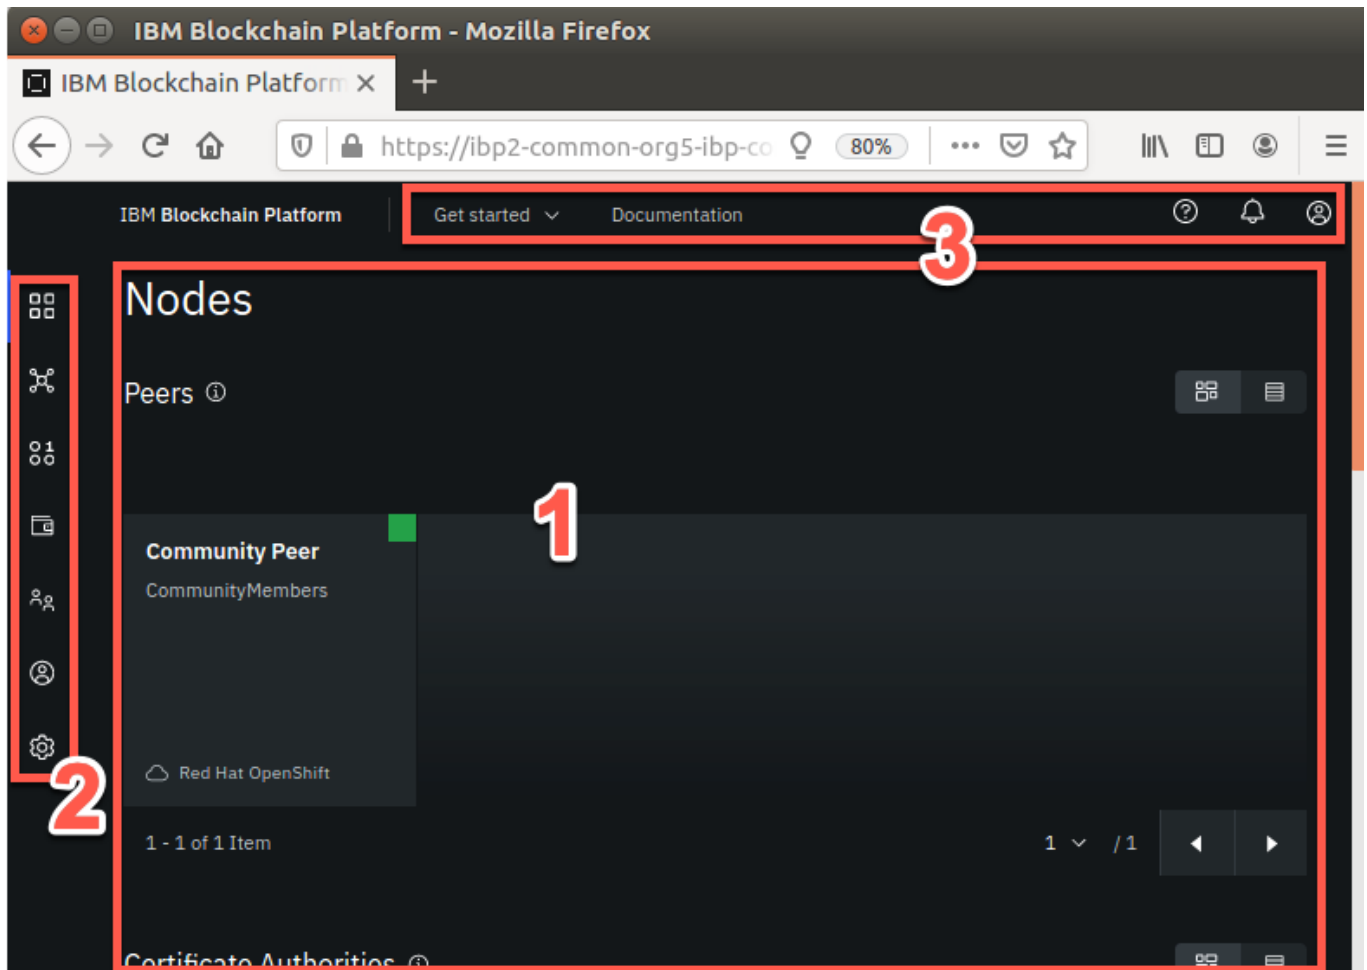 IBM Blockchain Platform - Mozilla Firefox
IBM Blockchain Platform
https://ibp2-common-org5-ibp-co 80%
IBM Blockchain Platform Get started Documentation
3
Nodes
Peers
1
Community Peer
CommunityMembers
Red Hat OpenShift
2
1 - 1 of 1 Item 1 / 1
Certificate Authorities